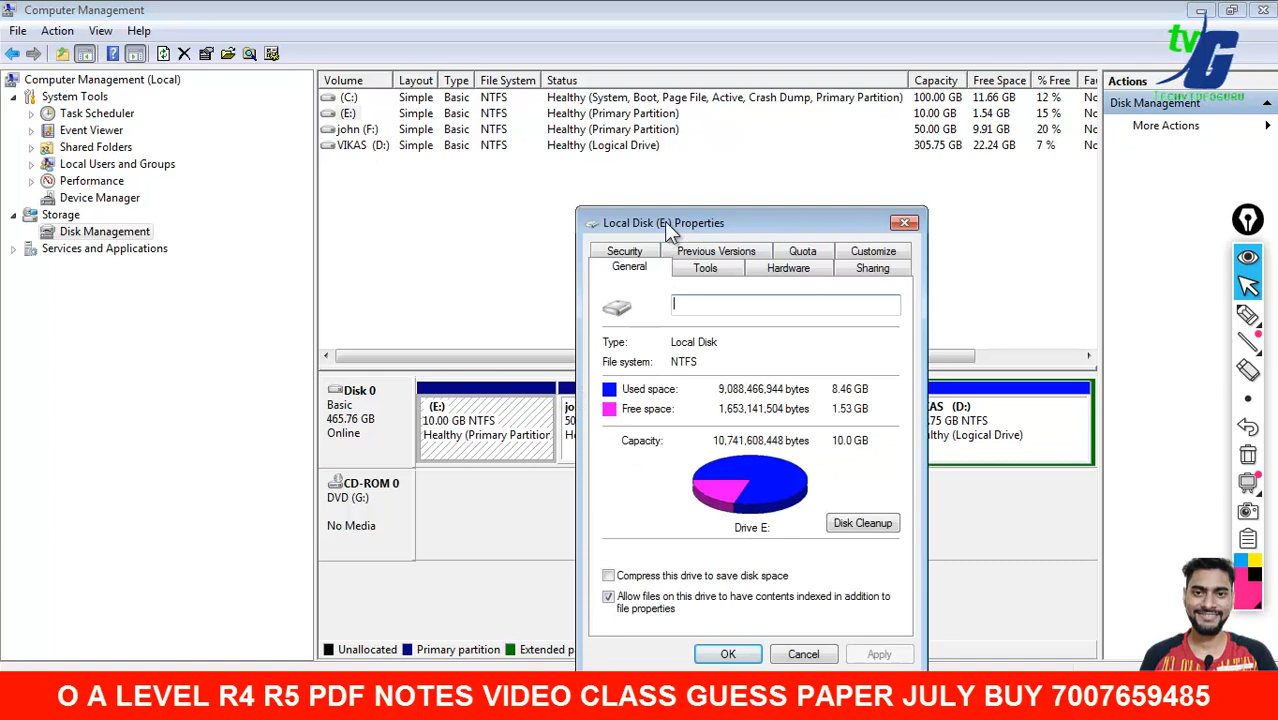 Computer Management
File Action View Help
Computer Management (Local)
System Tools
Task Scheduler
Event Viewer
Shared Folders
Local Users and Groups
Performance
Device Manager
Storage
Disk Management
Services and Applications
Volume Layout Type File System Status Capacity Free Space % Free
(C:) Simple Basic NTFS Healthy (System, Boot, Page File, Active, Crash Dump, Primary Partition) 100.00 GB 11.66 GB 12 %
(E:) Simple Basic NTFS Healthy (Primary Partition) 10.00 GB 1.54 GB 15 %
john (F:) Simple Basic NTFS Healthy (Primary Partition) 50.00 GB 9.91 GB 20 %
VIKAS (D:) Simple Basic NTFS Healthy (Logical Drive) 305.75 GB 22.24 GB 7 %
Actions
Disk Management
More Actions
tv G
TECHVIDFOGURU
Disk 0
Basic
465.76 GB
Online
(E:)
10.00 GB NTFS
Healthy (Primary Partition
(D:)
.75 GB NTFS
lthy (Logical Drive)
CD-ROM 0
DVD (G:)
No Media
Unallocated Primary partition Extended p
Local Disk (E:) Properties
Security Previous Versions Quota Customize
General Tools Hardware Sharing
Type: Local Disk
File system: NTFS
Used space: 9,088,466,944 bytes 8.46 GB
Free space: 1,653,141,504 bytes 1.53 GB
Capacity: 10,741,608,448 bytes 10.0 GB
Drive E:
Disk Cleanup
Compress this drive to save disk space
Allow files on this drive to have contents indexed in addition to
file properties
OK Cancel Apply
O A LEVEL R4 R5 PDF NOTES VIDEO CLASS GUESS PAPER JULY BUY 7007659485